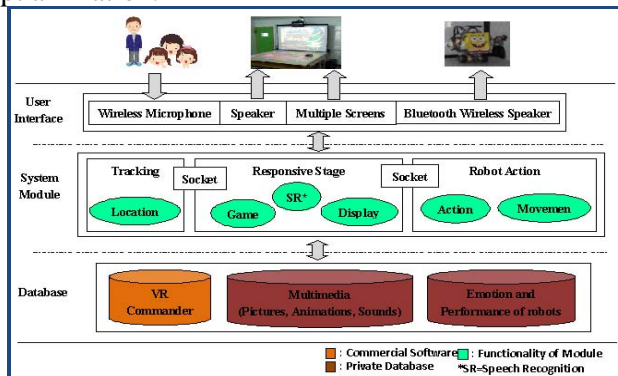 User
Interface
Wireless Microphone Speaker Multiple Screens Bluetooth Wireless Speaker
System
Module
Tracking
Socket
Responsive Stage
Socket
Robot Action
Location
Game
SR*
Display
Action
Movemen
Database
VR
Commander
Multimedia
(Pictures, Animations, Sounds)
Emotion and
Performance of robots
: Commercial Software
: Functionality of Module
: Private Database
*SR=Speech Recognition